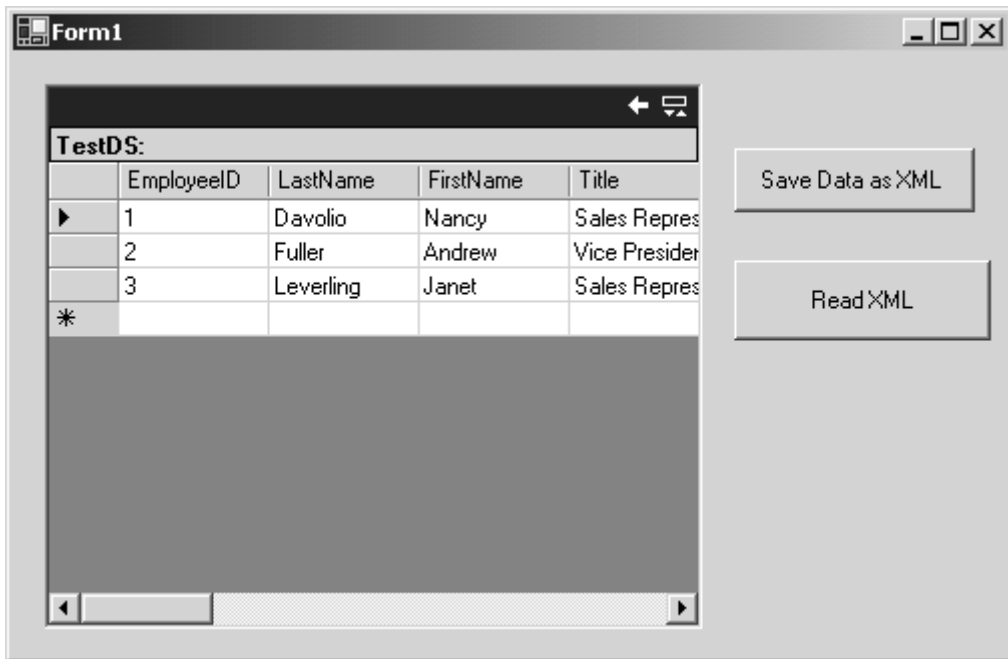 Form1
TestDS:
EmployeeID LastName FirstName Title
1 Davolio Nancy Sales Repres
2 Fuller Andrew Vice Presiden
3 Leverling Janet Sales Repres
Save Data as XML
Read XML